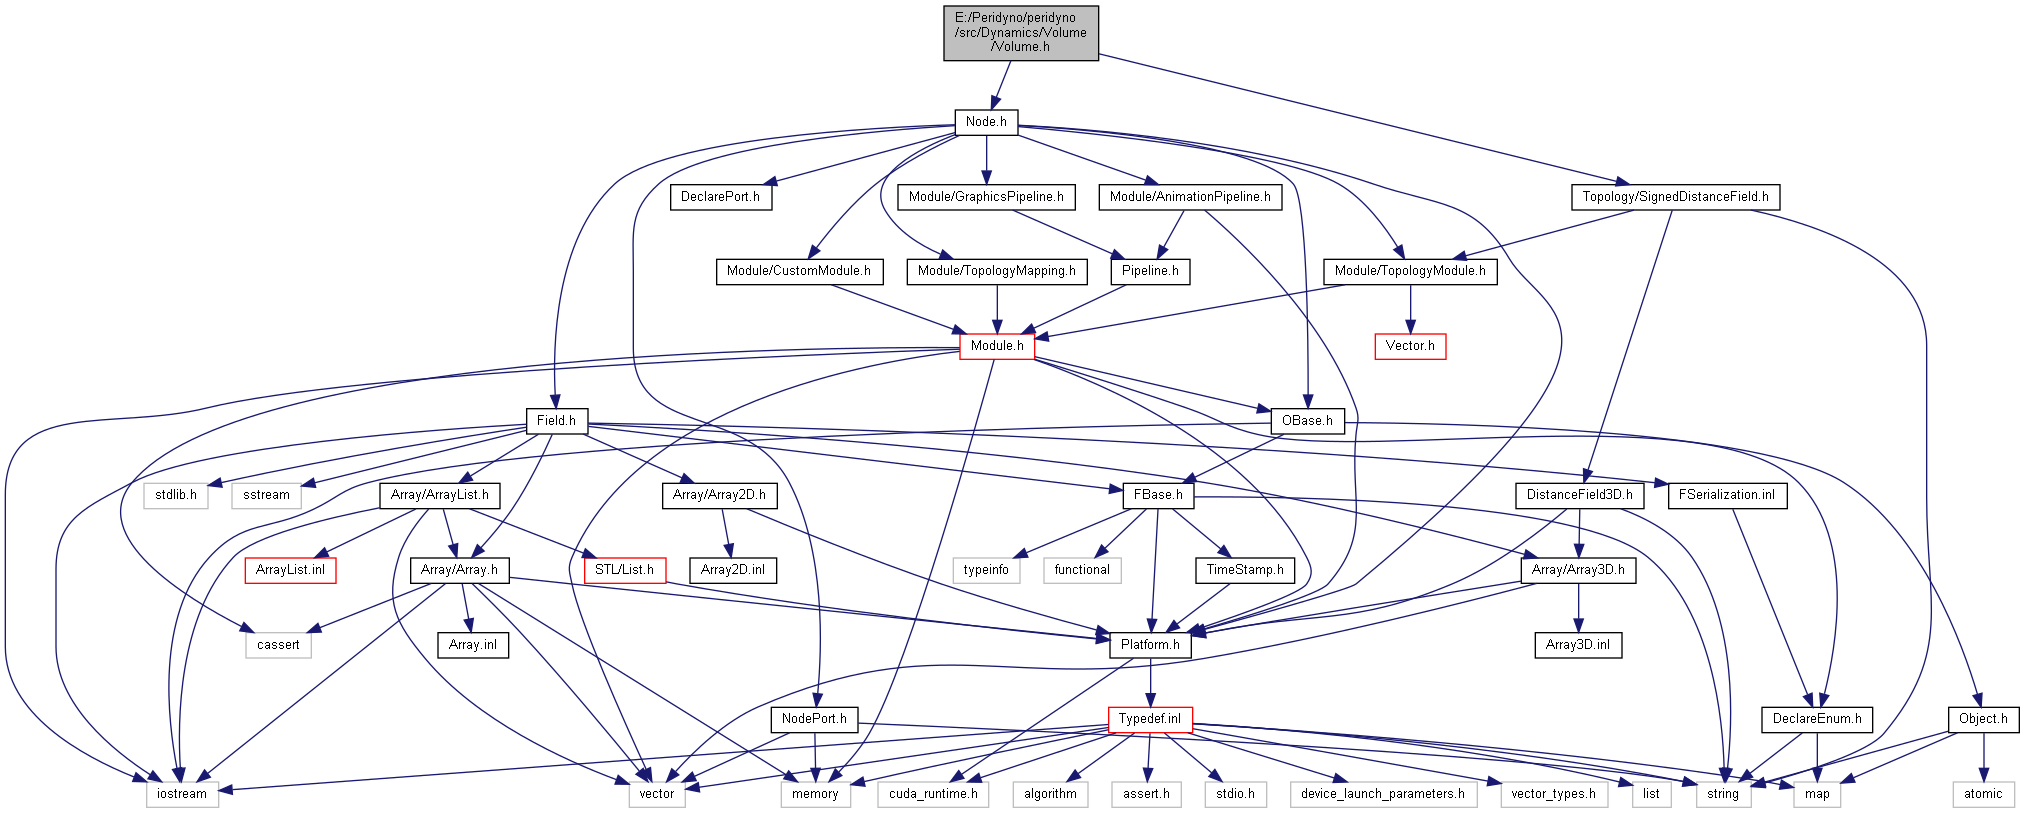 E:/Peridyno/peridyno
/src/Dynamics/Volume
/Volume.h
Node.h
DeclarePort.h
Module/GraphicsPipeline.h
Module/AnimationPipeline.h
Topology/SignedDistanceField.h
Module/CustomModule.h
Module/TopologyMapping.h
Pipeline.h
Module/TopologyModule.h
Module.h
Vector.h
Field.h
OBase.h
stdlib.h
sstream
Array/ArrayList.h
Array/Array2D.h
FBase.h
DistanceField3D.h
FSerialization.inl
ArrayList.inl
Array/Array.h
STL/List.h
Array2D.inl
typeinfo
functional
TimeStamp.h
Array/Array3D.h
cassert
Array.inl
Platform.h
Array3D.inl
NodePort.h
Typedef.inl
DeclareEnum.h
Object.h
iostream
vector
memory
cuda_runtime.h
algorithm
assert.h
stdio.h
device_launch_parameters.h
vector_types.h
list
string
map
atomic